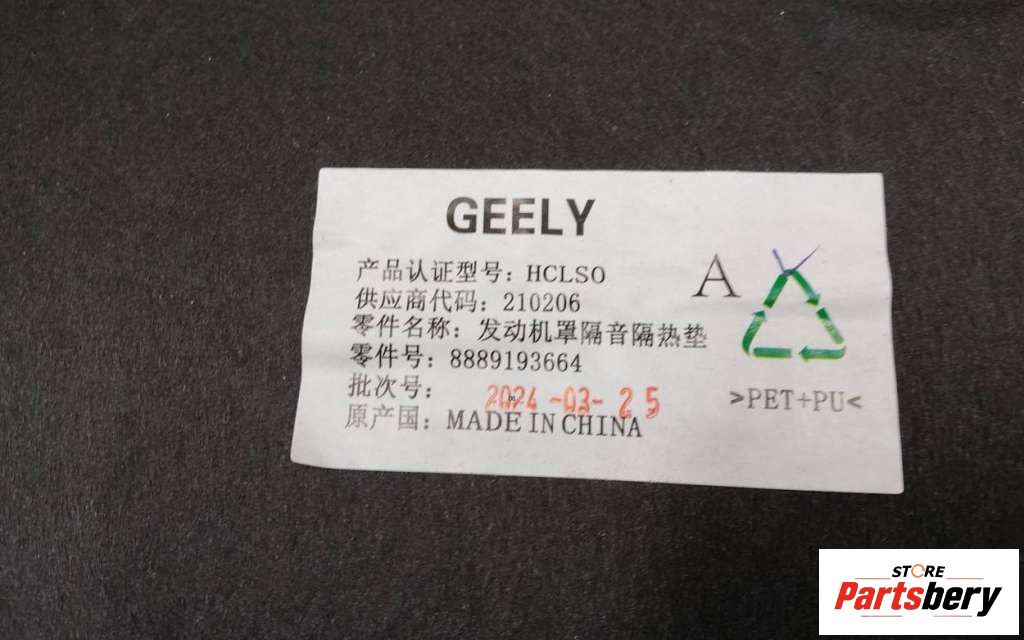 GEELY
产品认证型号: HCLSO
供应商代码: 210206
零件名称: 发动机罩隔音隔热垫
零件号: 8889193664
批次号: 2024-03-25
原产国: MADE IN CHINA
A
>PET+PU<
STORE
Partsbery